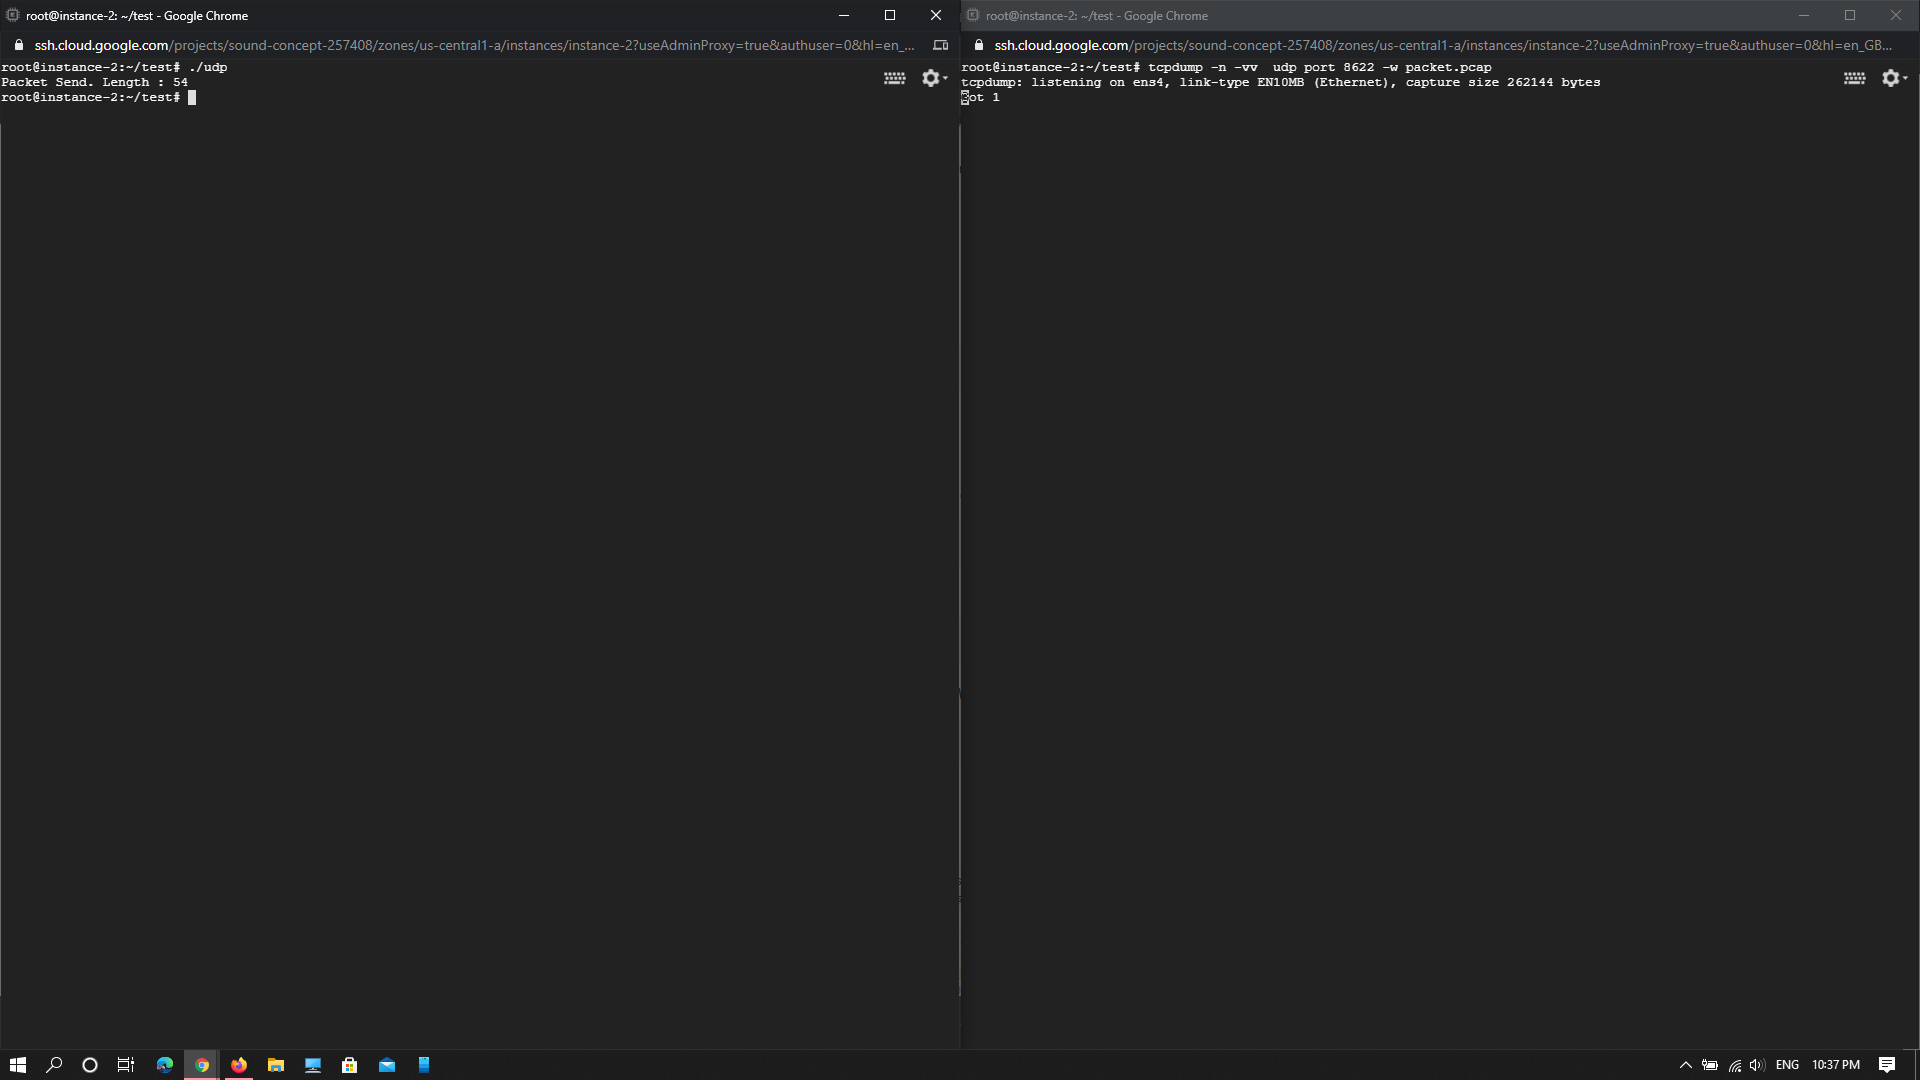 root@instance-2: ~/test - Google Chrome
ssh.cloud.google.com/projects/sound-concept-257408/zones/us-central1-a/instances/instance-2?useAdminProxy=true&authuser=0&hl=en_...
root@instance-2:~/test# ./udp
Packet Send. Length : 54
root@instance-2:~/test#
root@instance-2: ~/test - Google Chrome
ssh.cloud.google.com/projects/sound-concept-257408/zones/us-central1-a/instances/instance-2?useAdminProxy=true&authuser=0&hl=en_GB...
root@instance-2:~/test# tcpdump -n -vv  udp port 8622 -w packet.pcap
tcpdump: listening on ens4, link-type EN10MB (Ethernet), capture size 262144 bytes
Got 1
ENG
10:37 PM